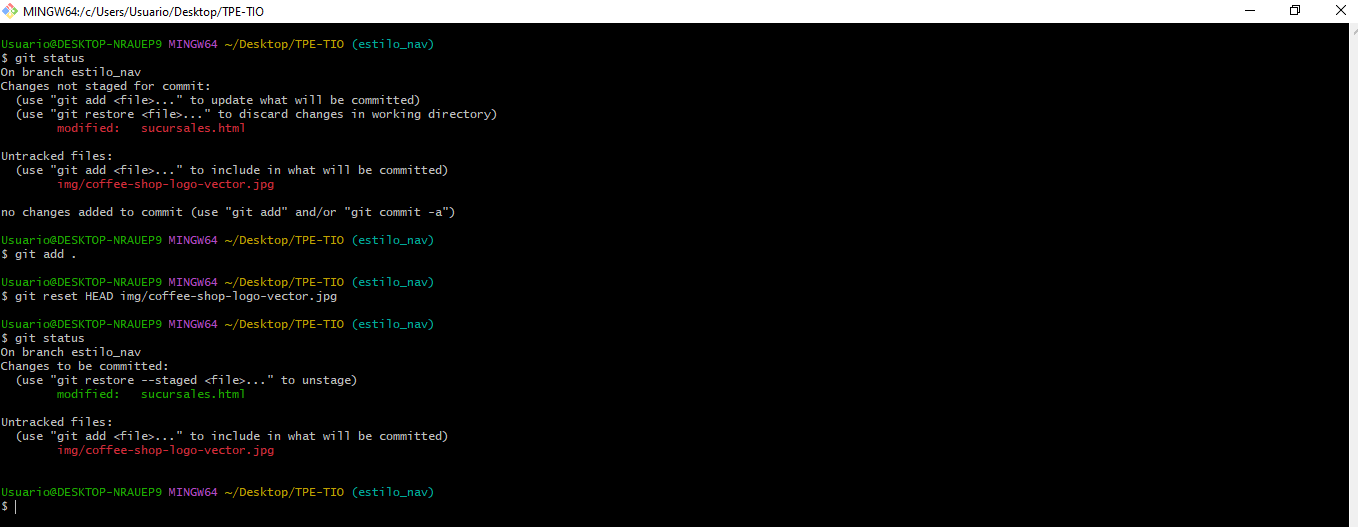 MINGW64:/c/Users/Usuario/Desktop/TPE-TIO
Usuario@DESKTOP-NRAUEP9 MINGW64 ~/Desktop/TPE-TIO (estilo_nav)
$ git status
On branch estilo_nav
Changes not staged for commit:
  (use "git add <file>..." to update what will be committed)
  (use "git restore <file>..." to discard changes in working directory)
        modified:   sucursales.html

Untracked files:
  (use "git add <file>..." to include in what will be committed)
        img/coffee-shop-logo-vector.jpg

no changes added to commit (use "git add" and/or "git commit -a")

Usuario@DESKTOP-NRAUEP9 MINGW64 ~/Desktop/TPE-TIO (estilo_nav)
$ git add .

Usuario@DESKTOP-NRAUEP9 MINGW64 ~/Desktop/TPE-TIO (estilo_nav)
$ git reset HEAD img/coffee-shop-logo-vector.jpg

Usuario@DESKTOP-NRAUEP9 MINGW64 ~/Desktop/TPE-TIO (estilo_nav)
$ git status
On branch estilo_nav
Changes to be committed:
  (use "git restore --staged <file>..." to unstage)
        modified:   sucursales.html

Untracked files:
  (use "git add <file>..." to include in what will be committed)
        img/coffee-shop-logo-vector.jpg

Usuario@DESKTOP-NRAUEP9 MINGW64 ~/Desktop/TPE-TIO (estilo_nav)
$